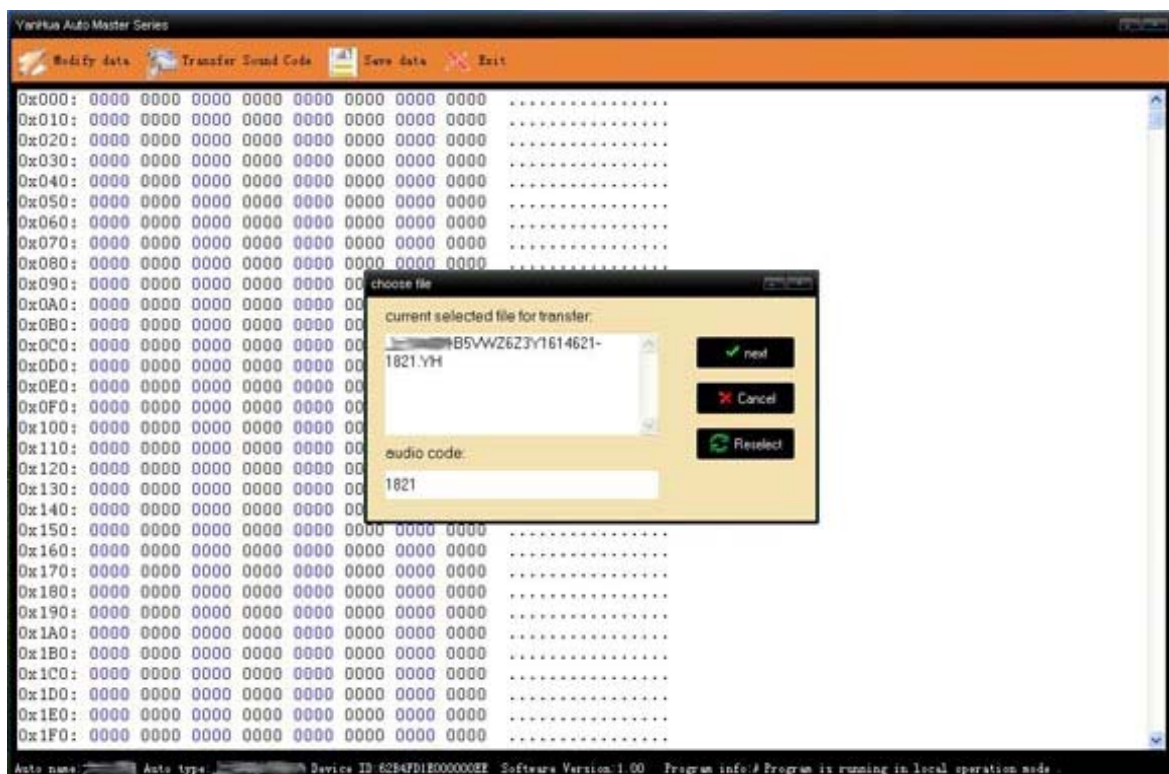 YanHua Auto Master Series
Modify data Transfer Sound Code Save data Exit
0x000: 0000 0000 0000 0000 0000 0000 0000 0000 ................
0x010: 0000 0000 0000 0000 0000 0000 0000 0000 ................
0x020: 0000 0000 0000 0000 0000 0000 0000 0000 ................
0x030: 0000 0000 0000 0000 0000 0000 0000 0000 ................
0x040: 0000 0000 0000 0000 0000 0000 0000 0000 ................
0x050: 0000 0000 0000 0000 0000 0000 0000 0000 ................
0x060: 0000 0000 0000 0000 0000 0000 0000 0000 ................
0x070: 0000 0000 0000 0000 0000 0000 0000 0000 ................
0x080: 0000 0000 0000 0000 0000 0000 0000 0000 ................
0x090: 0000 0000 0000 0000 0000 00
0x0A0: 0000 0000 0000 0000 0000 00
0x0B0: 0000 0000 0000 0000 0000 00
0x0C0: 0000 0000 0000 0000 0000 00
0x0D0: 0000 0000 0000 0000 0000 00
0x0E0: 0000 0000 0000 0000 0000 00
0x0F0: 0000 0000 0000 0000 0000 00
0x100: 0000 0000 0000 0000 0000 00
0x110: 0000 0000 0000 0000 0000 00
0x120: 0000 0000 0000 0000 0000 00
0x130: 0000 0000 0000 0000 0000 00
0x140: 0000 0000 0000 0000 0000 00
0x150: 0000 0000 0000 0000 0000 0000 0000 0000 ................
0x160: 0000 0000 0000 0000 0000 0000 0000 0000 ................
0x170: 0000 0000 0000 0000 0000 0000 0000 0000 ................
0x180: 0000 0000 0000 0000 0000 0000 0000 0000 ................
0x190: 0000 0000 0000 0000 0000 0000 0000 0000 ................
0x1A0: 0000 0000 0000 0000 0000 0000 0000 0000 ................
0x1B0: 0000 0000 0000 0000 0000 0000 0000 0000 ................
0x1C0: 0000 0000 0000 0000 0000 0000 0000 0000 ................
0x1D0: 0000 0000 0000 0000 0000 0000 0000 0000 ................
0x1E0: 0000 0000 0000 0000 0000 0000 0000 0000 ................
0x1F0: 0000 0000 0000 0000 0000 0000 0000 0000 ................
choose file
current selected file for transfer:
B5VWZ6Z3Y1614621-
1821.YH
next
Cancel
Reselect
audio code:
1821
Auto name: Auto type: Device ID:62B4FD1E000000EE Software Version:1.00 Program info:# Program is running in local operation mode .